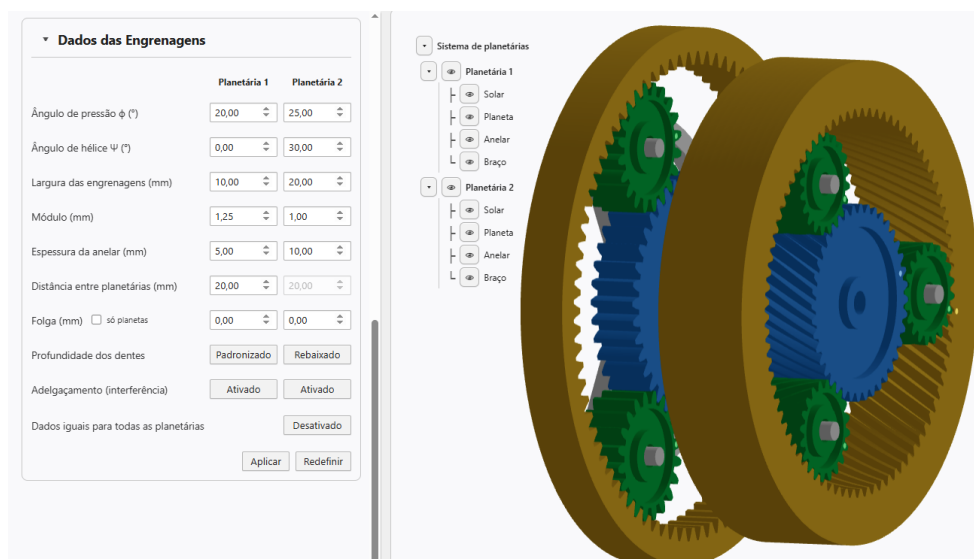 Dados das Engrenagens
Planetária 1 Planetária 2
Ângulo de pressão ϕ (°) 20,00 25,00
Ângulo de hélice Ψ (°) 0,00 30,00
Largura das engrenagens (mm) 10,00 20,00
Módulo (mm) 1,25 1,00
Espessura da anelar (mm) 5,00 10,00
Distância entre planetárias (mm) 20,00 20,00
Folga (mm) só planetas 0,00 0,00
Profundidade dos dentes Padronizado Rebaixado
Adelgaçamento (interferência) Ativado Ativado
Dados iguais para todas as planetárias Desativado
Aplicar Redefinir
Sistema de planetárias
Planetária 1
Solar
Planeta
Anelar
Braço
Planetária 2
Solar
Planeta
Anelar
Braço